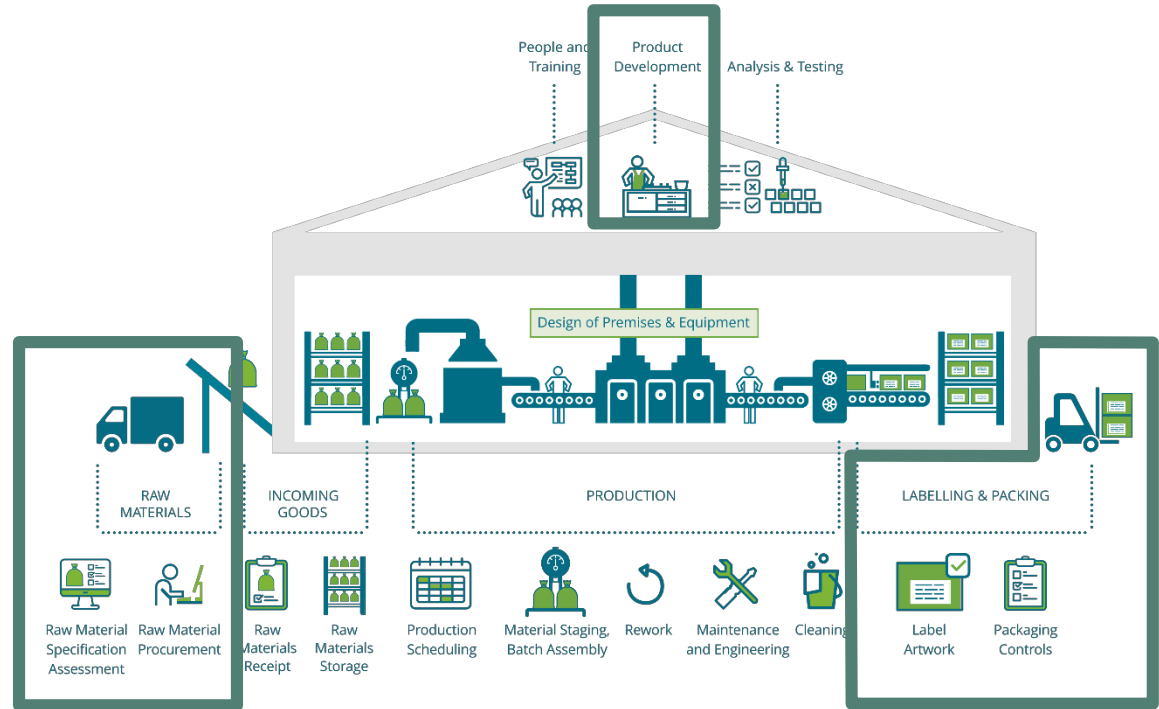 People and
Training
Product
Development
Analysis & Testing
Design of Premises & Equipment
RAW
MATERIALS
INCOMING
GOODS
PRODUCTION
LABELLING & PACKING
Raw Material
Specification
Assessment
Raw Material
Procurement
Raw
Materials
Receipt
Raw
Materials
Storage
Production
Scheduling
Material Staging,
Batch Assembly
Rework
Maintenance
and Engineering
Cleaning
Label
Artwork
Packaging
Controls